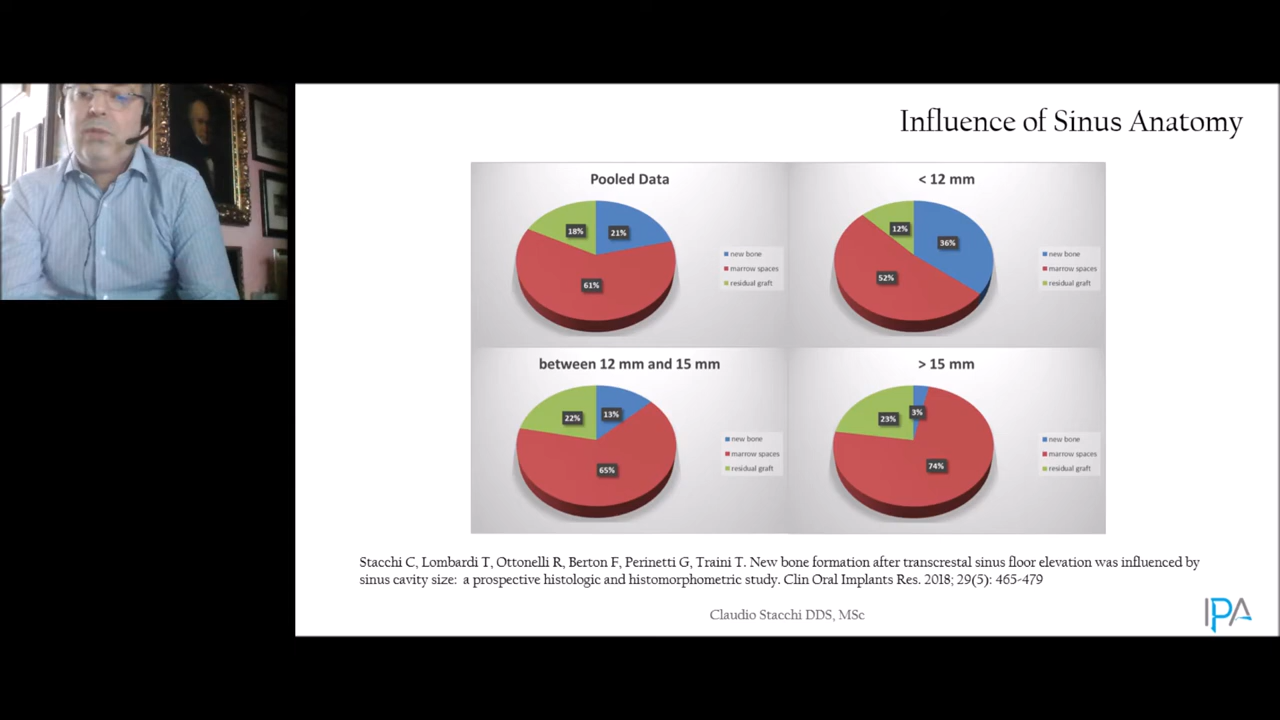 Influence of Sinus Anatomy
Pooled Data
18%
21%
61%
new bone
marrow spaces
residual graft
< 12 mm
12%
36%
52%
new bone
marrow spaces
residual graft
between 12 mm and 15 mm
22%
13%
65%
new bone
marrow spaces
residual graft
> 15 mm
23%
3%
74%
new bone
marrow spaces
residual graft
Stacchi C, Lombardi T, Ottonelli R, Berton F, Perinetti G, Traini T. New bone formation after transcrestal sinus floor elevation was influenced by
sinus cavity size: a prospective histologic and histomorphometric study. Clin Oral Implants Res. 2018; 29(5): 465-479
Claudio Stacchi DDS, MSc
IPA